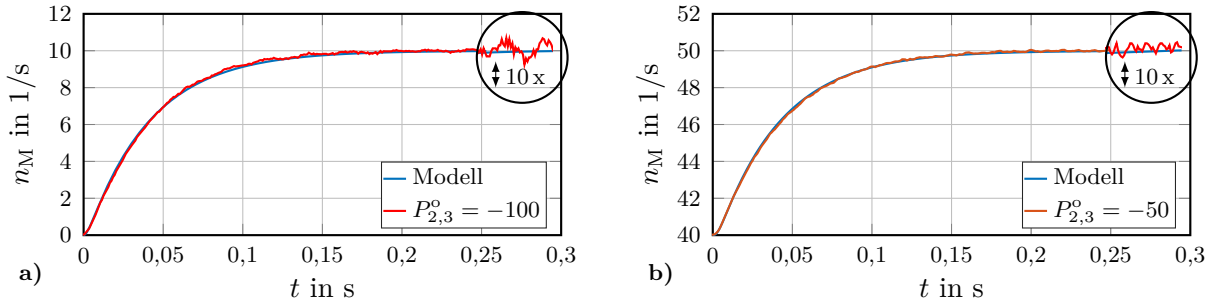 12
10
8
6
4
2
0
n_M in 1/s
10 x
Modell
P^o_{2,3} = −100
0 0,05 0,1 0,15 0,2 0,25 0,3
a)
t in s
52
50
48
46
44
42
40
n_M in 1/s
10 x
Modell
P^o_{2,3} = −50
0 0,05 0,1 0,15 0,2 0,25 0,3
b)
t in s